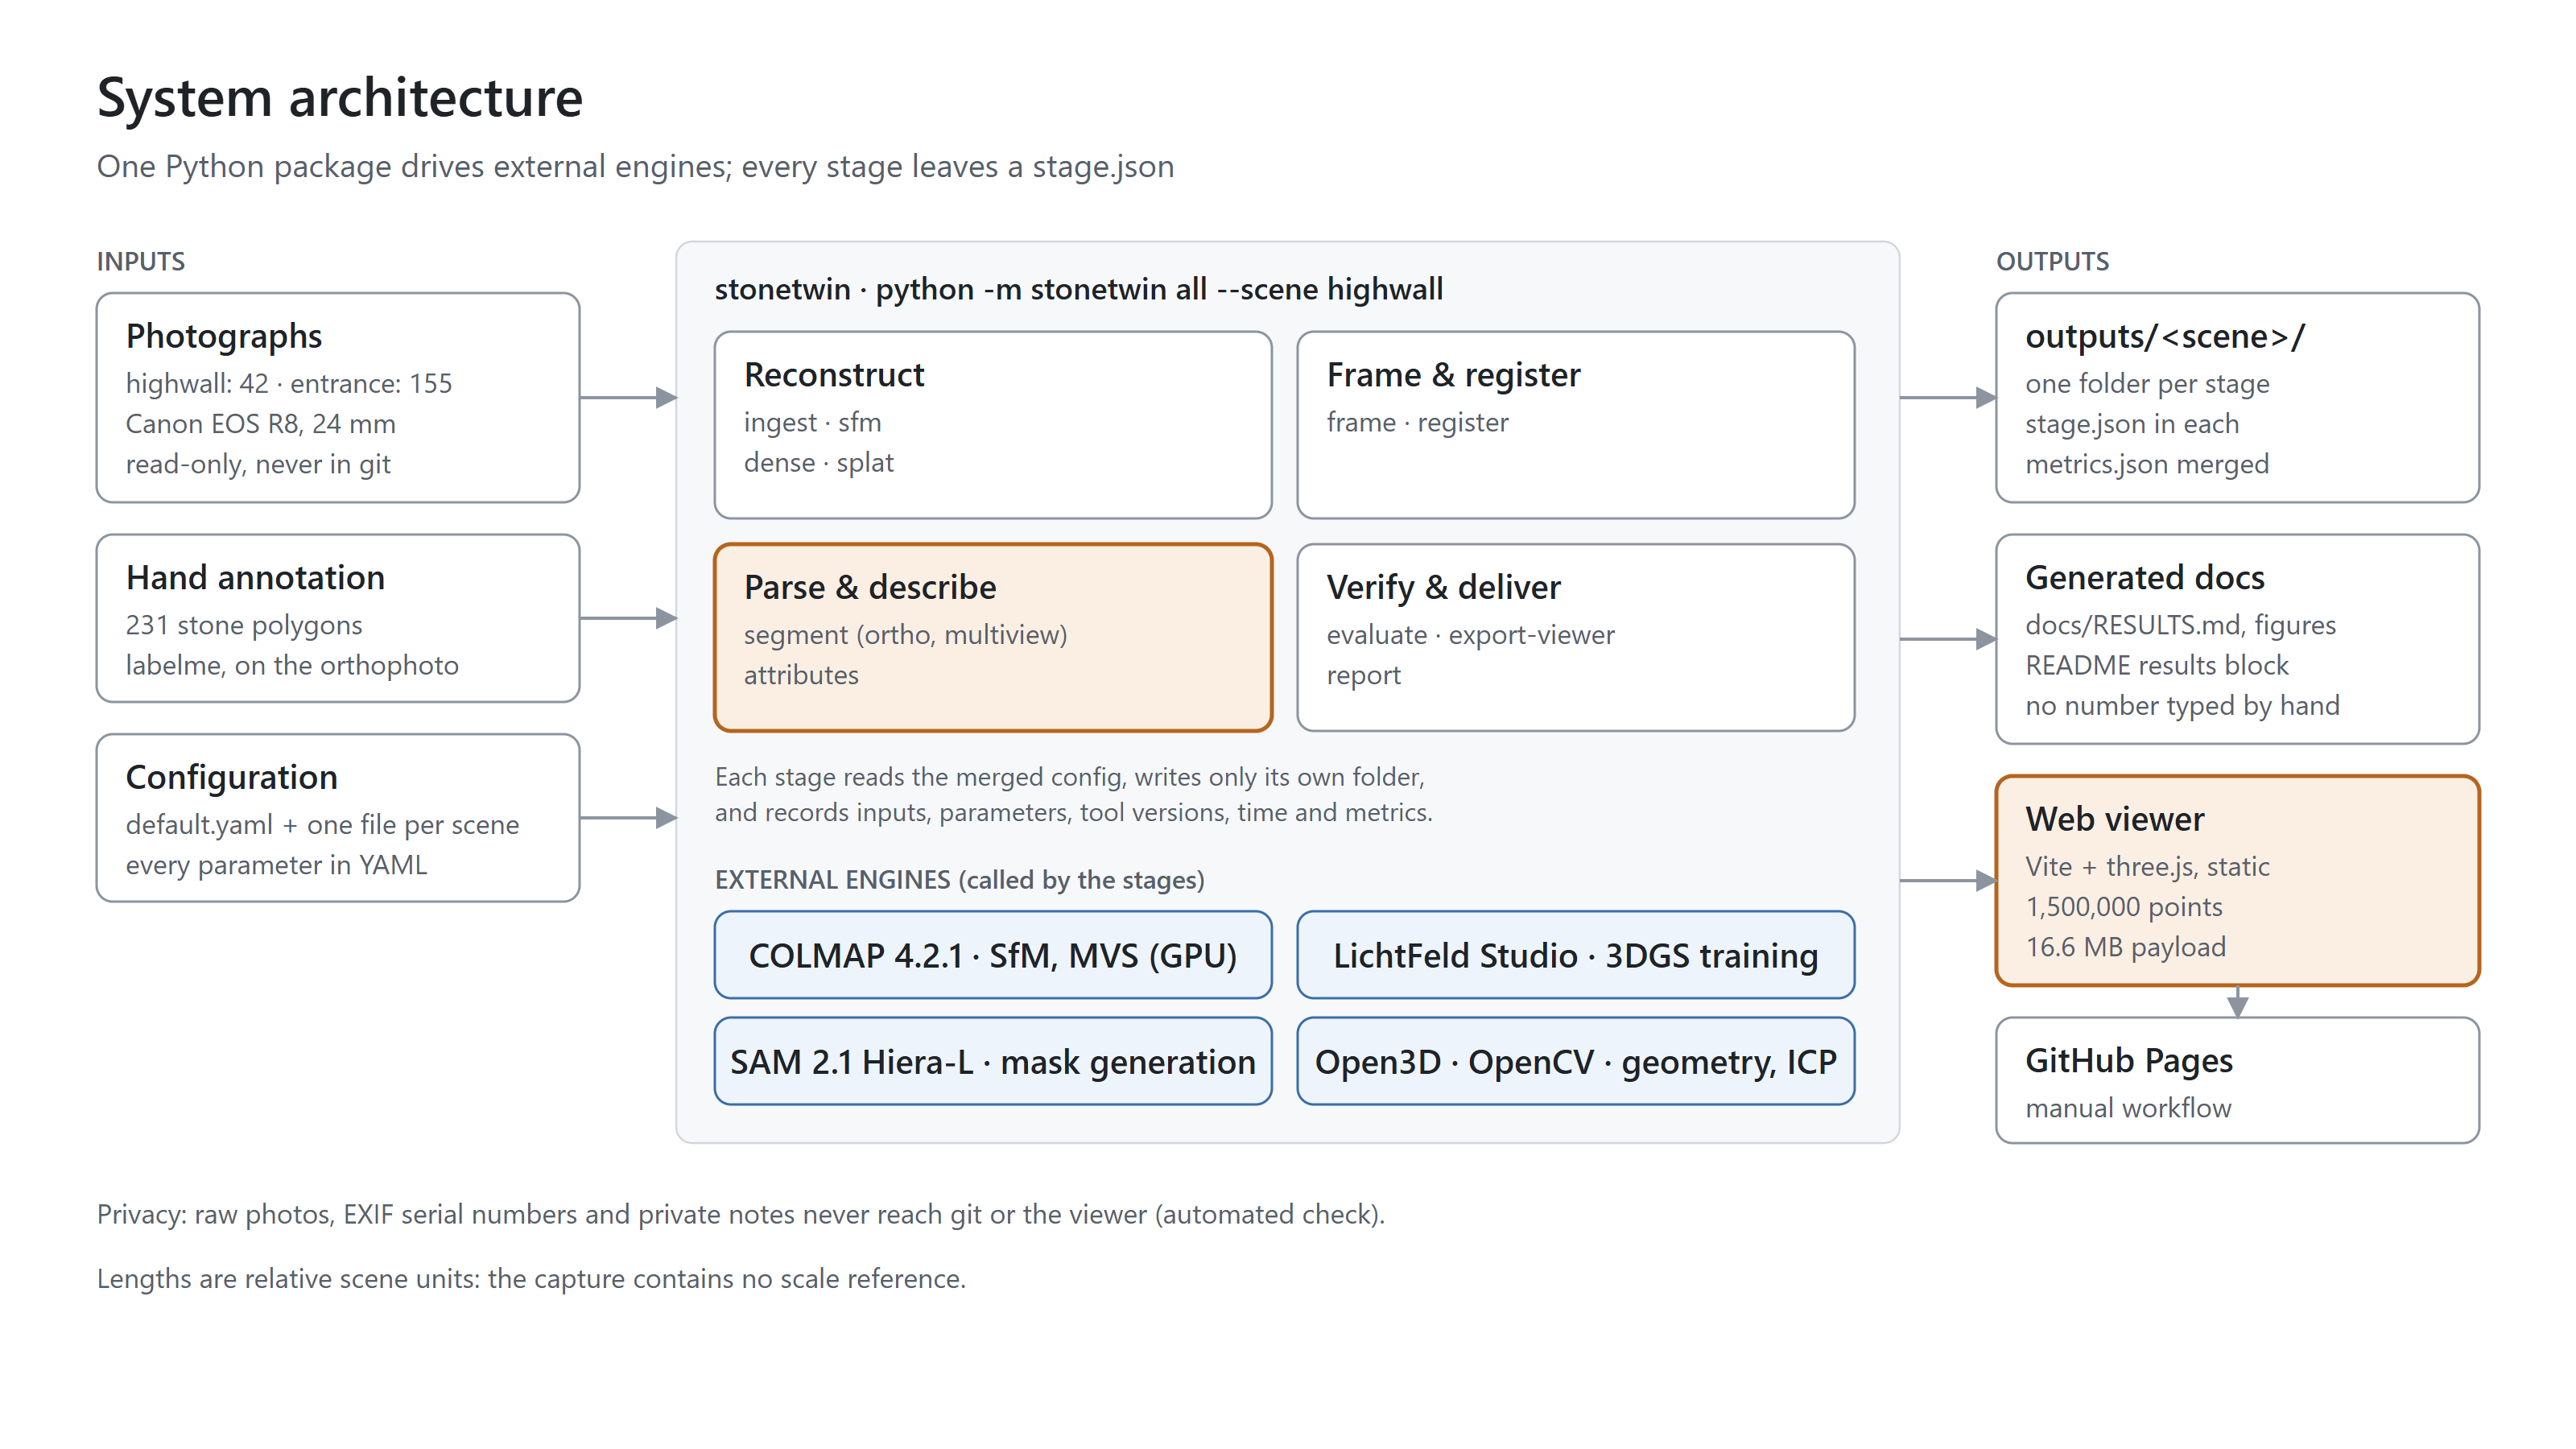 System architecture
One Python package drives external engines; every stage leaves a stage.json
INPUTS
Photographs
highwall: 42 · entrance: 155
Canon EOS R8, 24 mm
read-only, never in git
Hand annotation
231 stone polygons
labelme, on the orthophoto
Configuration
default.yaml + one file per scene
every parameter in YAML
stonetwin · python -m stonetwin all --scene highwall
Reconstruct
ingest · sfm
dense · splat
Frame & register
frame · register
Parse & describe
segment (ortho, multiview)
attributes
Verify & deliver
evaluate · export-viewer
report
Each stage reads the merged config, writes only its own folder,
and records inputs, parameters, tool versions, time and metrics.
EXTERNAL ENGINES (called by the stages)
COLMAP 4.2.1 · SfM, MVS (GPU)
LichtFeld Studio · 3DGS training
SAM 2.1 Hiera-L · mask generation
Open3D · OpenCV · geometry, ICP
OUTPUTS
outputs/<scene>/
one folder per stage
stage.json in each
metrics.json merged
Generated docs
docs/RESULTS.md, figures
README results block
no number typed by hand
Web viewer
Vite + three.js, static
1,500,000 points
16.6 MB payload
GitHub Pages
manual workflow
Privacy: raw photos, EXIF serial numbers and private notes never reach git or the viewer (automated check).
Lengths are relative scene units: the capture contains no scale reference.